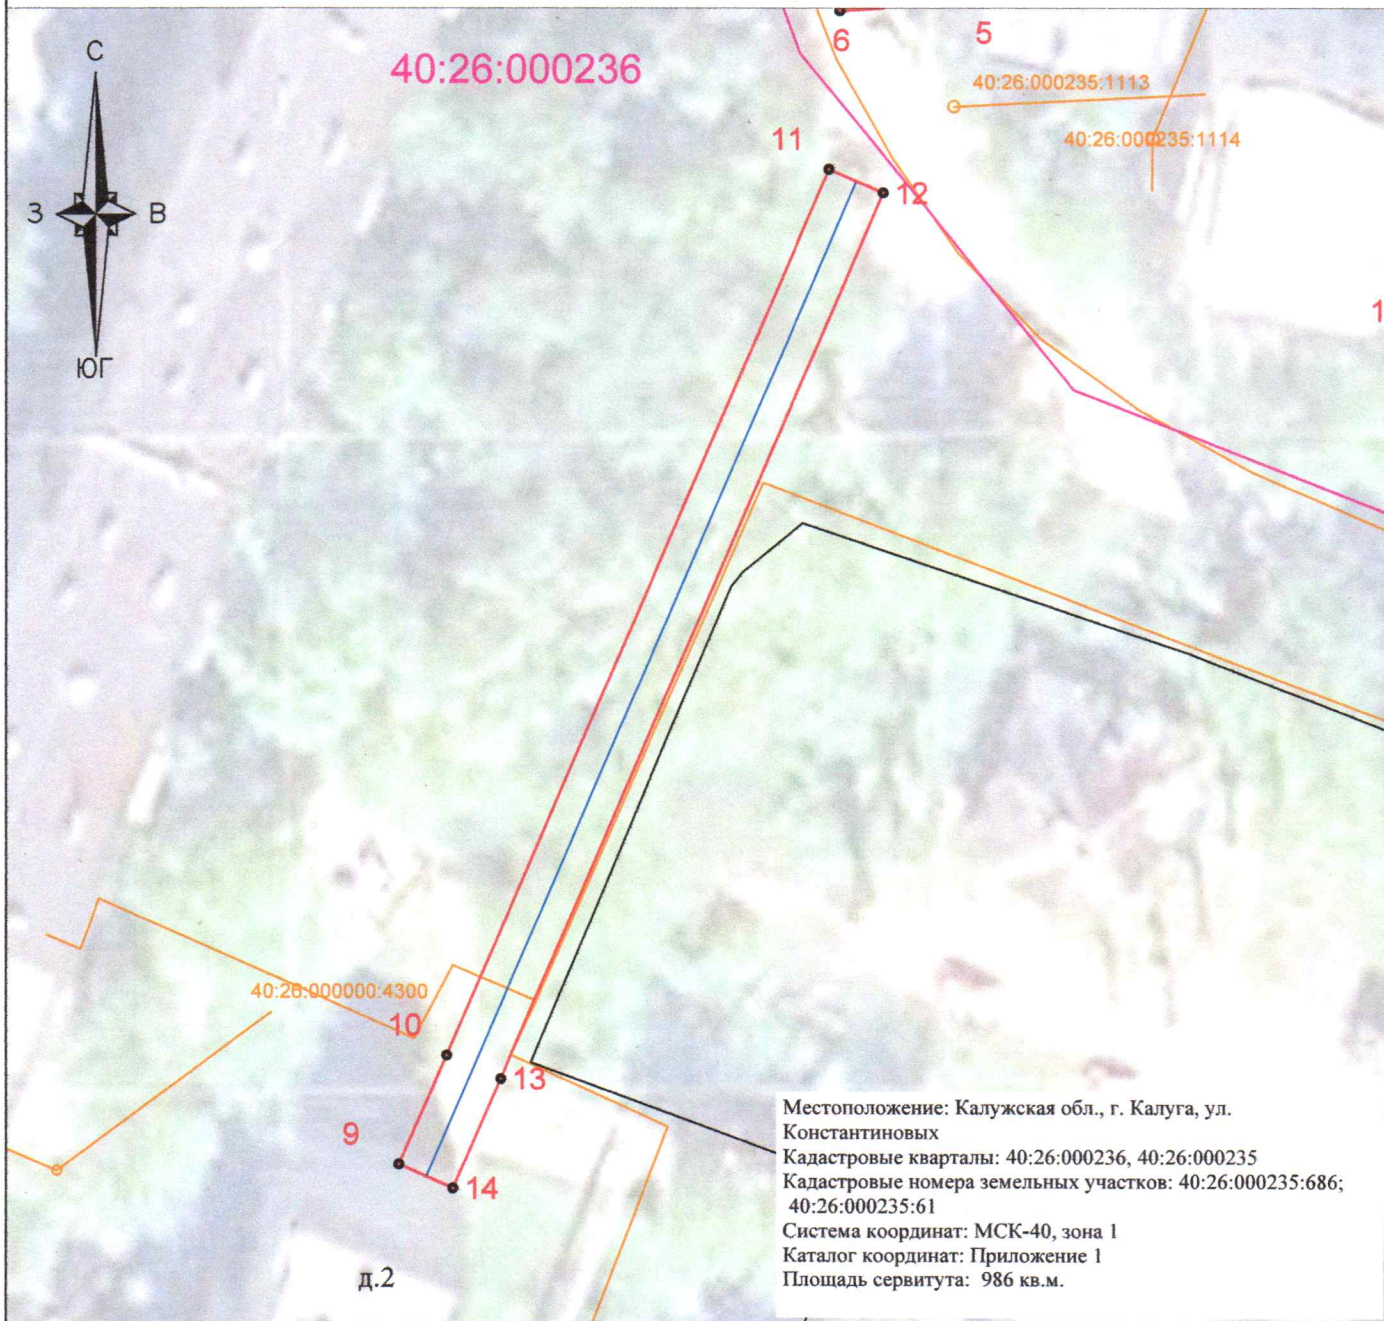 6
5
С
40:26:000236
40:26:000235:1113
11
40:26:000235:1114
12
З
В
1
ЮГ
40:26:000000:4300
10
13
9
14
д.2
Местоположение: Калужская обл., г. Калуга, ул.
Константиновых
Кадастровые кварталы: 40:26:000236, 40:26:000235
Кадастровые номера земельных участков: 40:26:000235:686;
40:26:000235:61
Система координат: МСК-40, зона 1
Каталог координат: Приложение 1
Площадь сервитута: 986 кв.м.